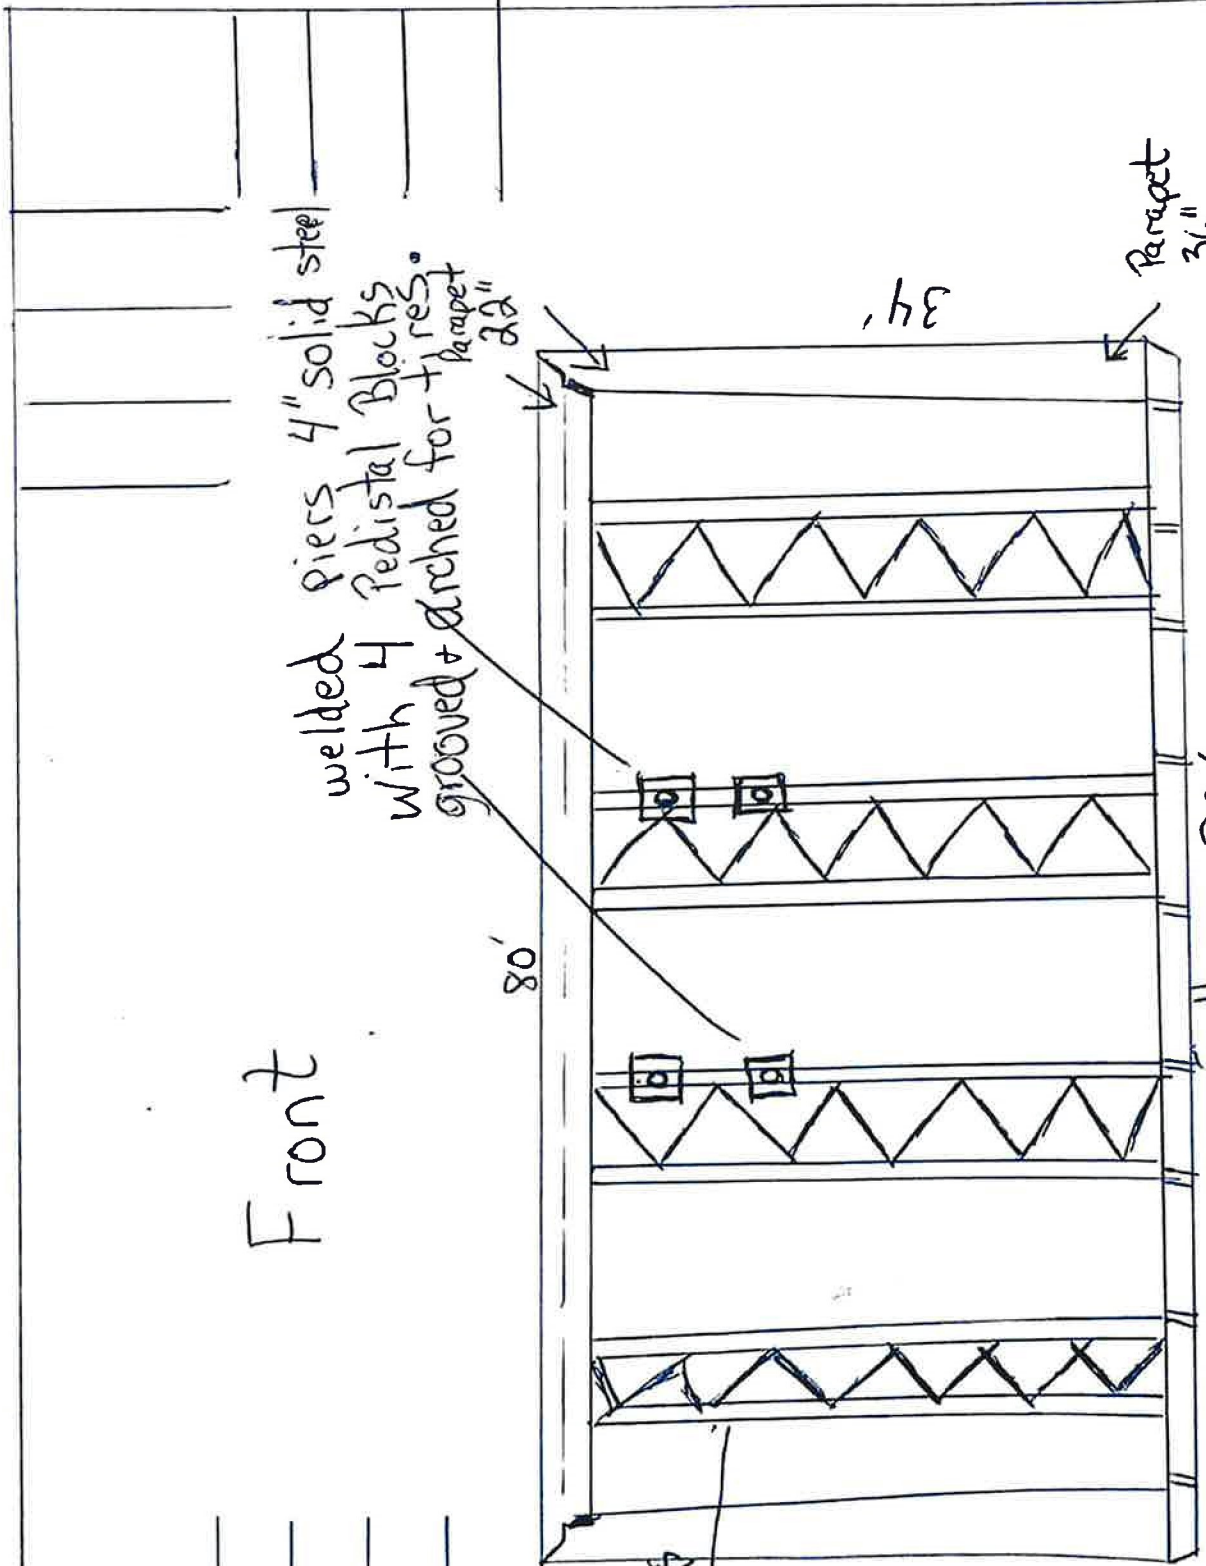 Front
welded piers 4" solid steel
with 4 Pedistal Blocks
grooved + arched for tires.
Parapet
22"
80'
34'
Parapet